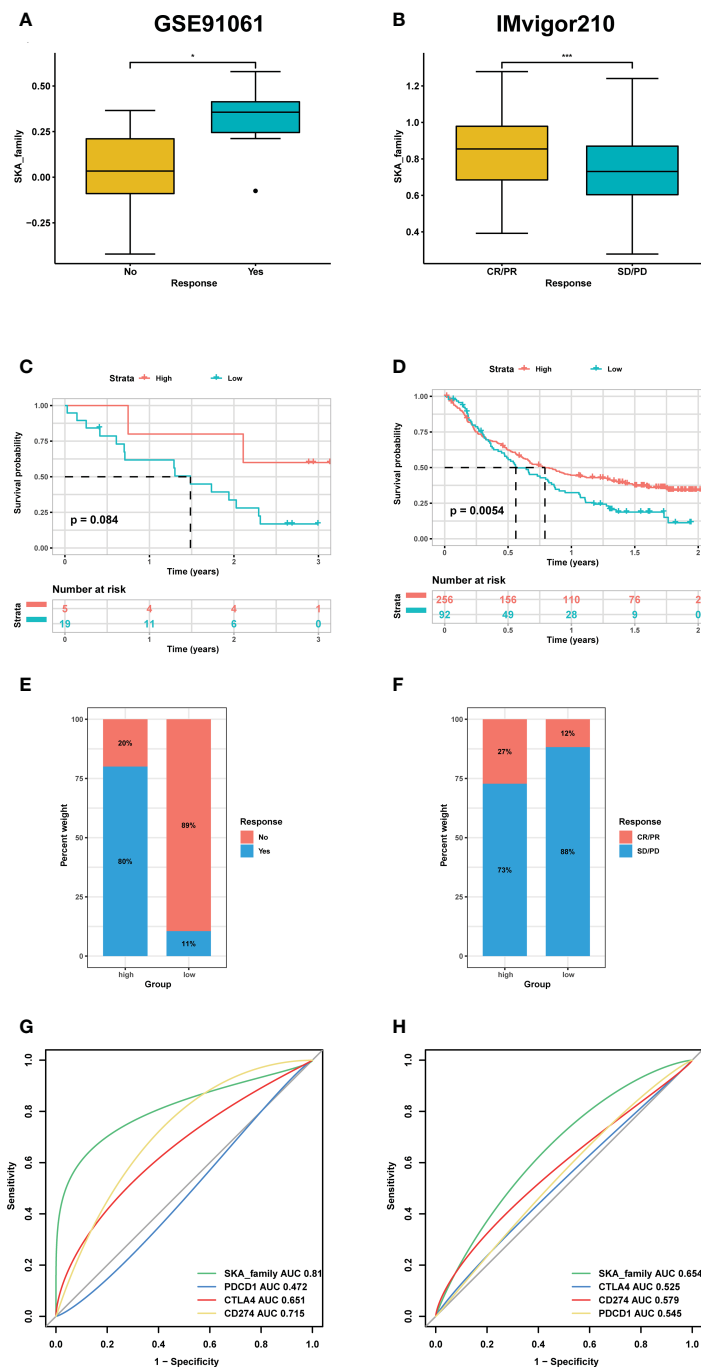 A
GSE91061
*
0.50
0.25
0.00
−0.25
SKA_family
No
Yes
Response
B
IMvigor210
***
1.2
1.0
0.8
0.6
0.4
SKA_family
CR/PR
SD/PD
Response
C
Strata High Low
1.00
0.75
0.50
0.25
0.00
Survival probability
p = 0.084
0 1 2 3
Time (years)
Number at risk
Strata
5 4 4 1
19 11 6 0
0 1 2 3
Time (years)
D
Strata High Low
1.00
0.75
0.50
0.25
0.00
Survival probability
p = 0.0054
0 0.5 1 1.5 2
Time (years)
Number at risk
Strata
256 156 110 76 2
92 49 28 9 0
0 0.5 1 1.5 2
Time (years)
E
100
75
50
25
0
Percent weight
20%
80%
89%
11%
high low
Group
Response
No
Yes
F
100
75
50
25
0
Percent weight
27%
73%
12%
88%
high low
Group
Response
CR/PR
SD/PD
G
1.0
0.8
0.6
0.4
0.2
0.0
Sensitivity
SKA_family AUC 0.81
PDCD1 AUC 0.472
CTLA4 AUC 0.651
CD274 AUC 0.715
0.0 0.2 0.4 0.6 0.8 1.0
1 − Specificity
H
1.0
0.8
0.6
0.4
0.2
0.0
Sensitivity
SKA_family AUC 0.654
CTLA4 AUC 0.525
CD274 AUC 0.579
PDCD1 AUC 0.545
0.0 0.2 0.4 0.6 0.8 1.0
1 − Specificity